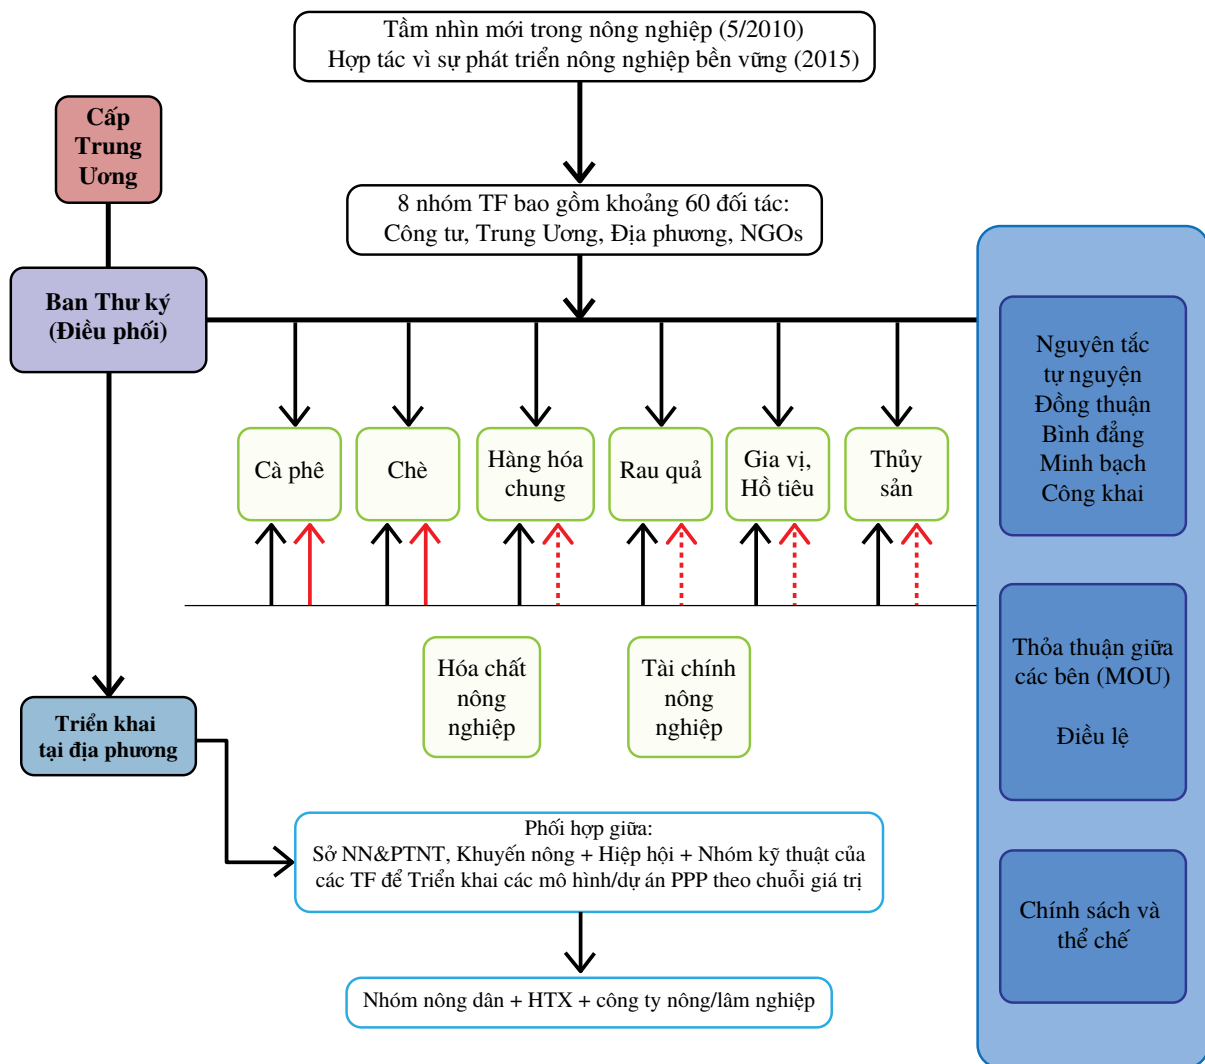 Tầm nhìn mới trong nông nghiệp (5/2010)
Hợp tác vì sự phát triển nông nghiệp bền vững (2015)
Cấp
Trung
Ương
8 nhóm TF bao gồm khoảng 60 đối tác:
Công tư, Trung Ương, Địa phương, NGOs
Ban Thư ký
(Điều phối)
Cà phê
Chè
Hàng hóa
chung
Rau quả
Gia vị,
Hồ tiêu
Thủy
sản
Hóa chất
nông
nghiệp
Tài chính
nông
nghiệp
Triển khai
tại địa phương
Phối hợp giữa:
Sở NN&PTNT, Khuyến nông + Hiệp hội + Nhóm kỹ thuật của
các TF để Triển khai các mô hình/dự án PPP theo chuỗi giá trị
Nhóm nông dân + HTX + công ty nông/lâm nghiệp
Nguyên tắc
tự nguyện
Đồng thuận
Bình đẳng
Minh bạch
Công khai
Thỏa thuận giữa
các bên (MOU)
Điều lệ
Chính sách và
thể chế